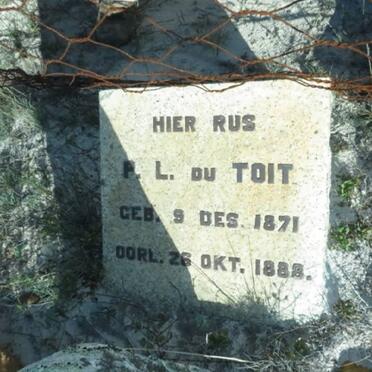 HIER RUS
P. L. DU TOIT
GEB. 9 DES. 1871
OORL. 26 OKT. 1888.